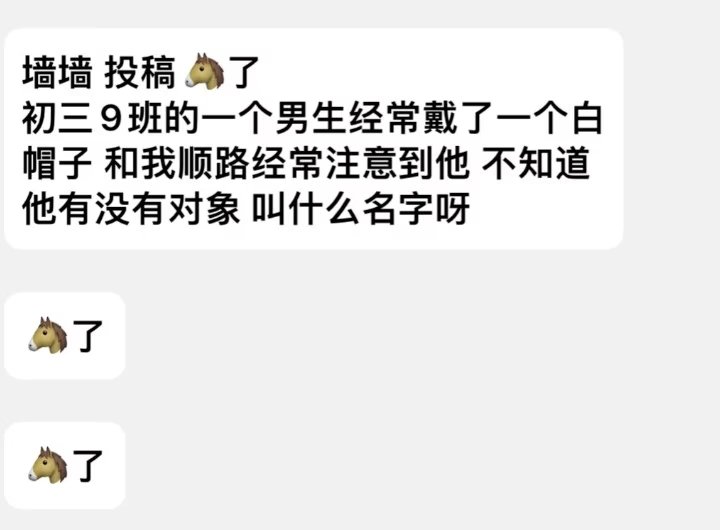 墙墙 投稿 🐴了
初三9班的一个男生经常戴了一个白
帽子 和我顺路经常注意到他 不知道
他有没有对象 叫什么名字呀
🐴了
🐴了